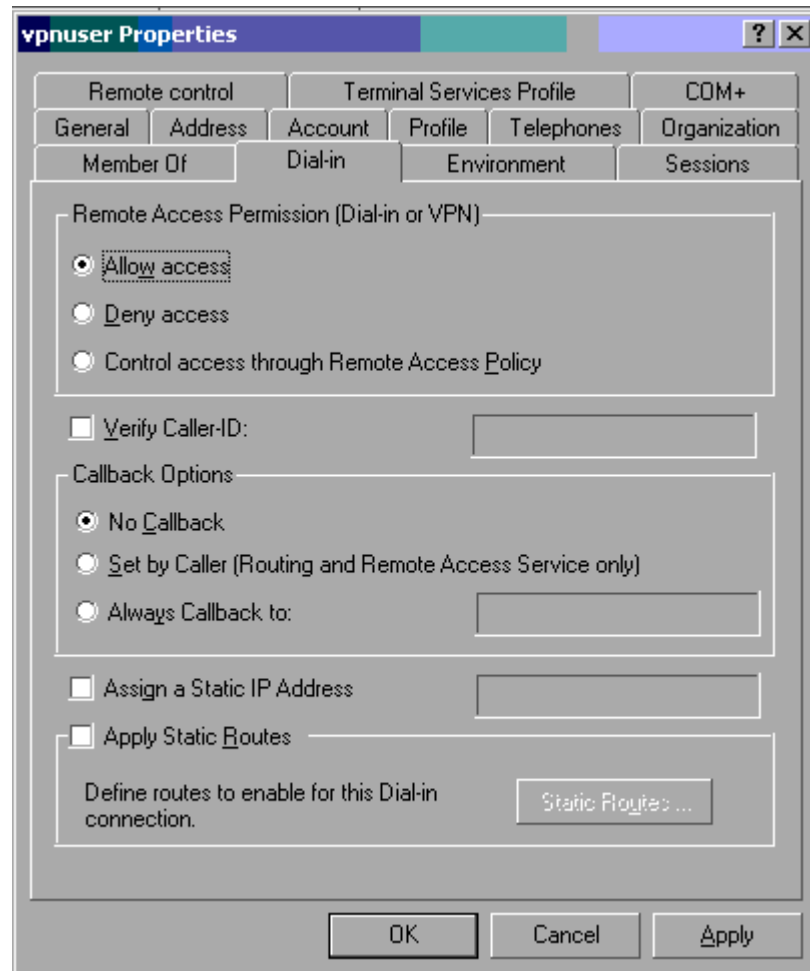 vpnuser Properties
Remote control Terminal Services Profile COM+
General Address Account Profile Telephones Organization
Member Of Dial-in Environment Sessions
Remote Access Permission (Dial-in or VPN)
Allow access
Deny access
Control access through Remote Access Policy
Verify Caller-ID:
Callback Options
No Callback
Set by Caller (Routing and Remote Access Service only)
Always Callback to:
Assign a Static IP Address
Apply Static Routes
Define routes to enable for this Dial-in
connection.
Static Routes ...
OK Cancel Apply